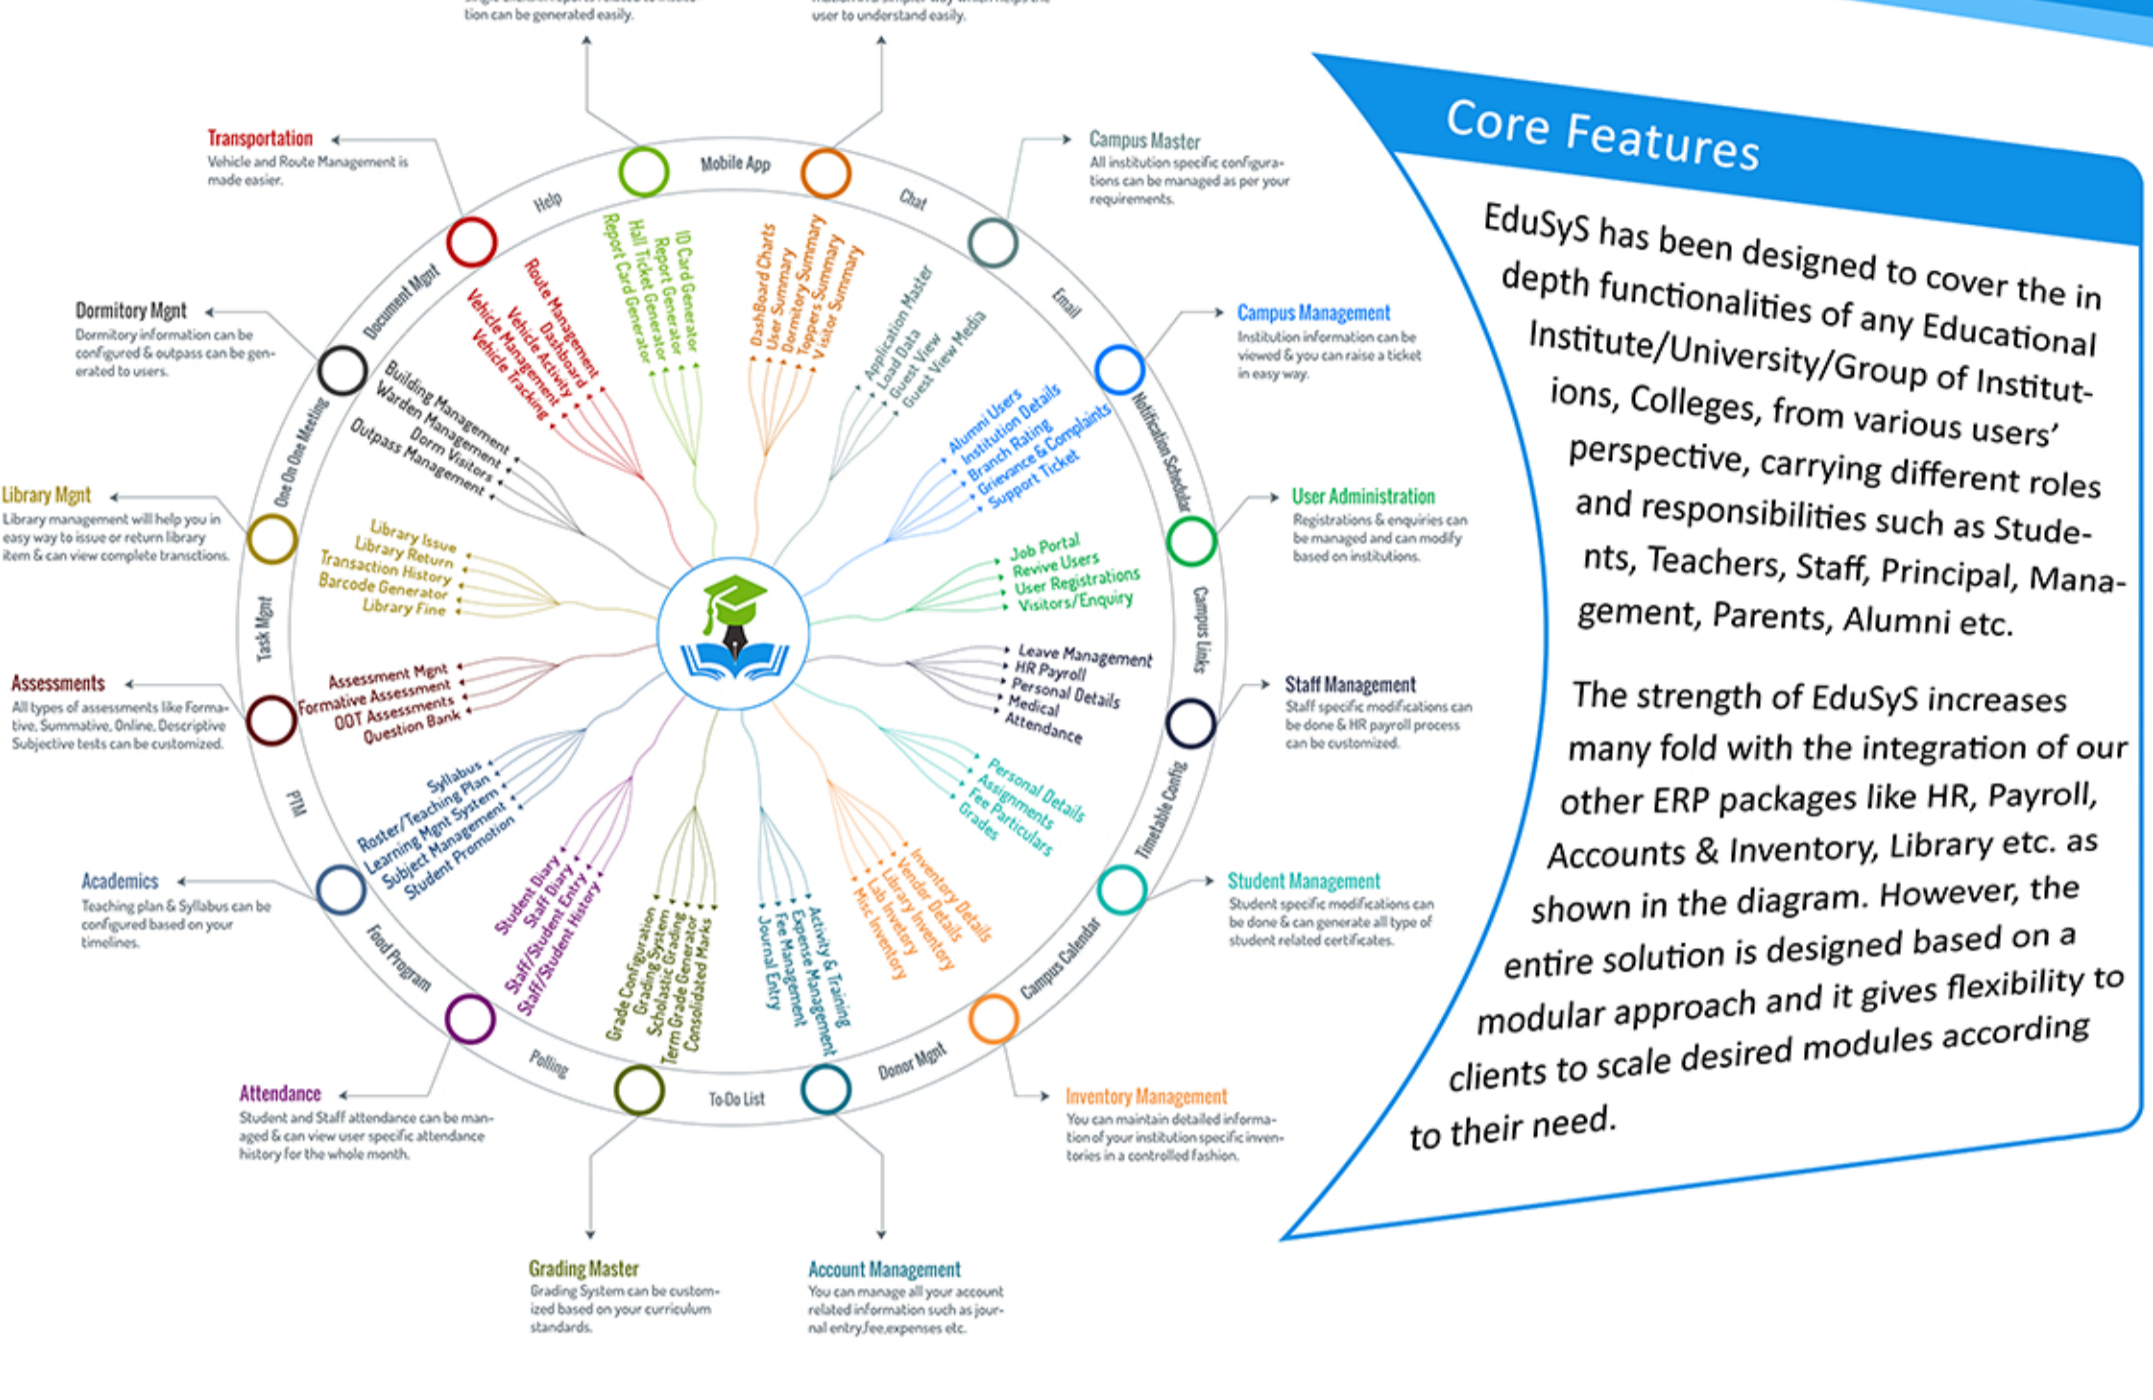 tion can be generated easily.
user to understand easily.
Transportation
Vehicle and Route Management is
made easier.
Campus Master
All institution specific configura-
tions can be managed as per your
requirements.
Dormitory Mgnt
Dormitory information can be
configured & outpass can be gen-
erated to users.
Campus Management
Institution information can be
viewed & you can raise a ticket
in easy way.
Library Mgnt
Library management will help you in
easy way to issue or return library
item & can view complete transctions.
User Administration
Registrations & enquiries can
be managed and can modify
based on institutions.
Assessments
All types of assessments like Forma-
tive, Summative, Online, Descriptive
Subjective tests can be customized.
Staff Management
Staff specific modifications can
be done & HR payroll process
can be customized.
Academics
Teaching plan & Syllabus can be
configured based on your
timelines.
Student Management
Student specific modifications can
be done & can generate all type of
student related certificates.
Attendance
Student and Staff attendance can be man-
aged & can view user specific attendance
history for the whole month.
Inventory Management
You can maintain detailed informa-
tion of your institution specific inven-
tories in a controlled fashion.
Grading Master
Grading System can be custom-
ized based on your curriculum
standards.
Account Management
You can manage all your account
related information such as jour-
nal entry,fee,expenses etc.
Mobile App
Chat
Email
Notification Schedular
Campus Links
Timetable Config
Campus Calendar
Donor Mgnt
To-Do List
Polling
Food Program
PTM
Task Mgnt
One On One Meeting
Document Mgnt
Help
Report Card Generator
Hall Ticket Generator
Report Generator
ID Card Generator
DashBoard Charts
User Summary
Dormitory Summary
Toppers Summary
Visitor Summary
Application Master
Load Data
Guest View
Guest View Media
Alumni Users
Institution Details
Branch Rating
Grievance & Complaints
Support Ticket
Job Portal
Revive Users
User Registrations
Visitors/Enquiry
Leave Management
HR Payroll
Personal Details
Medical
Attendance
Personal Details
Assignments
Fee Particulars
Grades
Inventory Details
Vendor Details
Library Inventory
Lab Invetory
Misc Inventory
Activity & Training
Expense Management
Fee Management
Journal Entry
Grade Configuration
Grading System
Scholastic Grading
Term Grade Generator
Consolidated Marks
Student Diary
Staff Diary
Staff/Student Entry
Staff/Student History
Syllabus
Roster/Teaching Plan
Learning Mgnt System
Subject Management
Student Promotion
Assessment Mgnt
Formative Assessment
OOT Assessments
Question Bank
Library Issue
Library Return
Transaction History
Barcode Generator
Library Fine
Building Management
Warden Management
Dorm Visitors
Outpass Management
Route Management
Dashboard
Vehicle Activity
Vehicle Management
Vehicle Tracking
Core Features
EduSyS has been designed to cover the in
depth functionalities of any Educational
Institute/University/Group of Institut-
ions, Colleges, from various users’
perspective, carrying different roles
and responsibilities such as Stude-
nts, Teachers, Staff, Principal, Mana-
gement, Parents, Alumni etc.
The strength of EduSyS increases
many fold with the integration of our
other ERP packages like HR, Payroll,
Accounts & Inventory, Library etc. as
shown in the diagram. However, the
entire solution is designed based on a
modular approach and it gives flexibility to
clients to scale desired modules according
to their need.